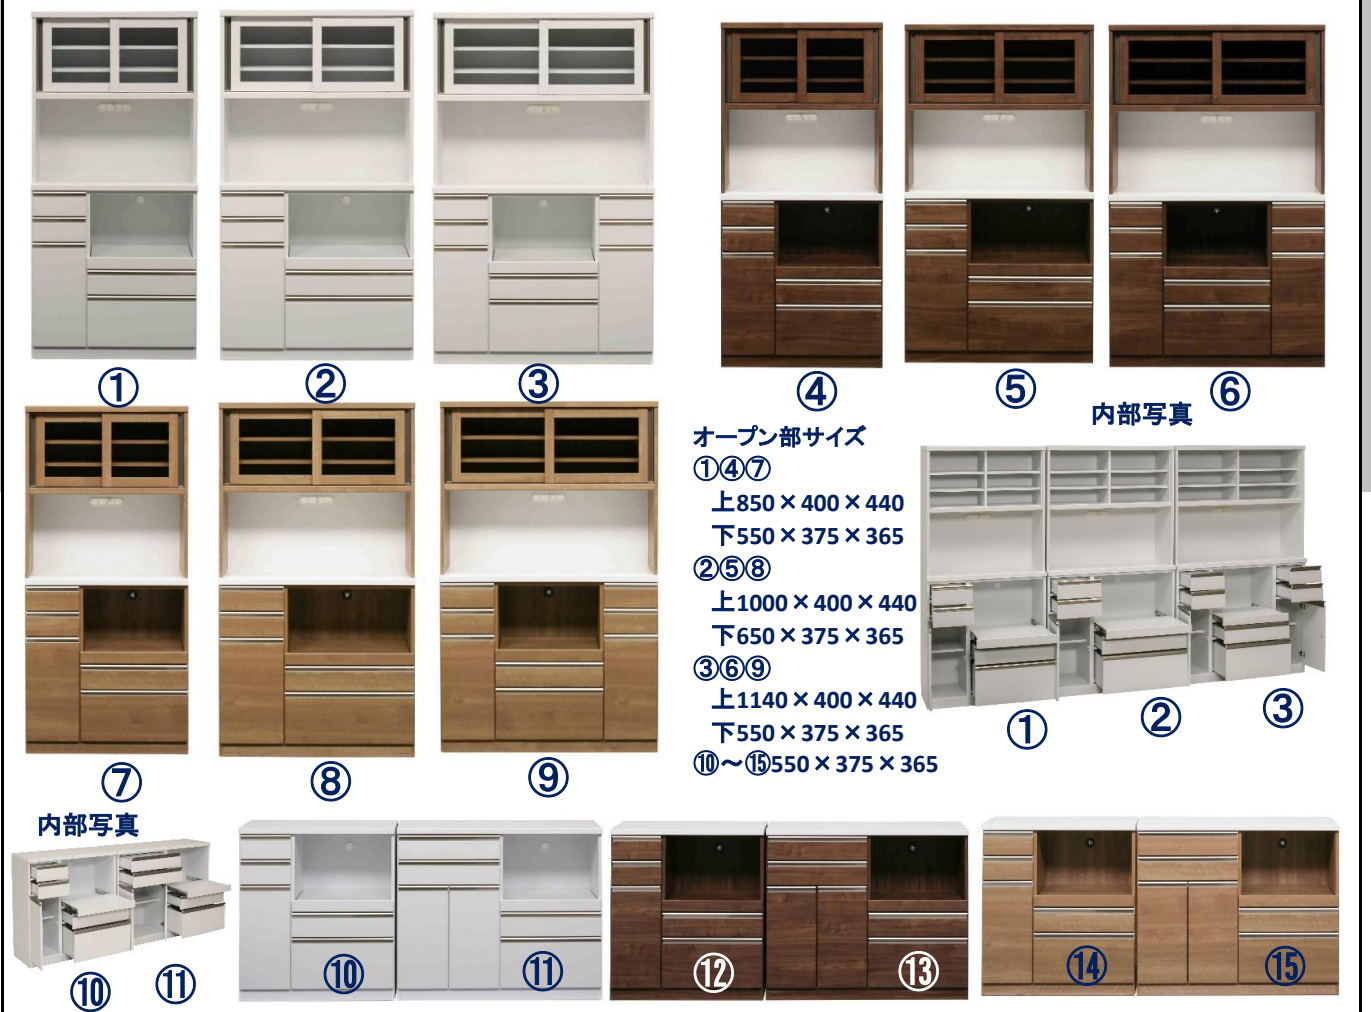 ①
②
③
④
⑤
⑥
内部写真
オープン部サイズ
①④⑦
上850×400×440
下550×375×365
②⑤⑧
上1000×400×440
下650×375×365
③⑥⑨
上1140×400×440
下550×375×365
⑩～⑮550×375×365
①
②
③
⑦
⑧
⑨
内部写真
⑩
⑪
⑩
⑪
⑫
⑬
⑭
⑮